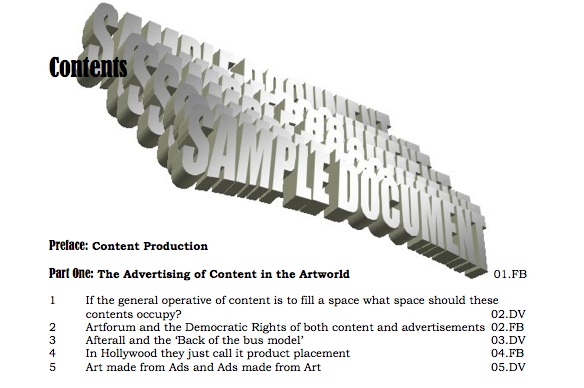 Contents
SAMPLE DOCUMENT
SAMPLE DOCUMENT
SAMPLE DOCUMENT
SAMPLE DOCUMENT
Preface: Content Production
Part One: The Advertising of Content in the Artworld 01.FB
1 If the general operative of content is to fill a space what space should these
contents occupy? 02.DV
2 Artforum and the Democratic Rights of both content and advertisements 02.FB
3 Afterall and the ‘Back of the bus model’ 03.DV
4 In Hollywood they just call it product placement 04.FB
5 Art made from Ads and Ads made from Art 05.DV